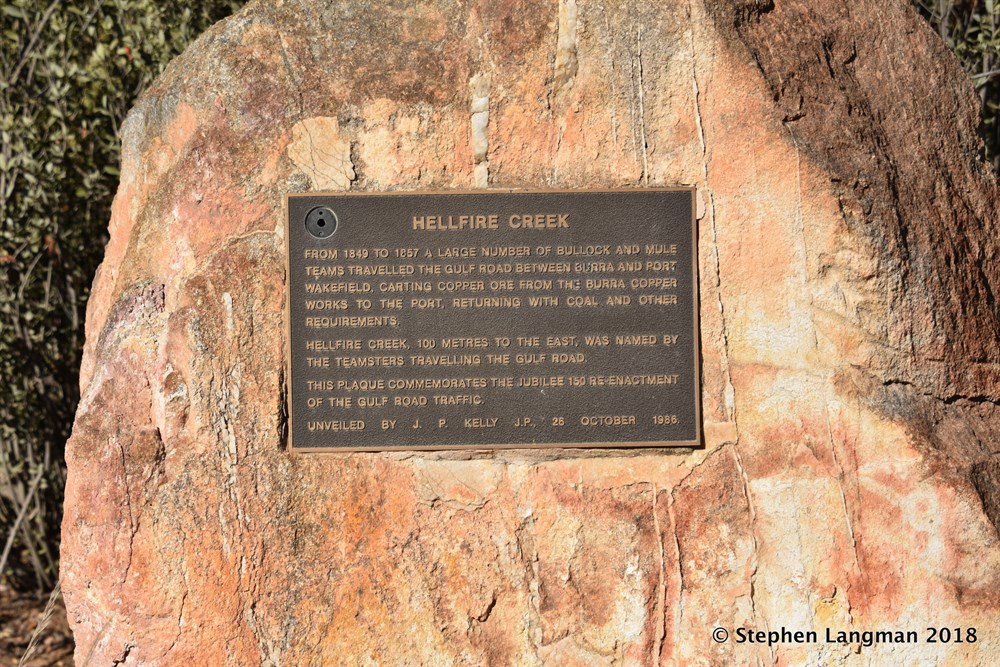 HELLFIRE CREEK
FROM 1849 TO 1857 A LARGE NUMBER OF BULLOCK AND MULE
TEAMS TRAVELLED THE GULF ROAD BETWEEN BURRA AND PORT
WAKEFIELD, CARTING COPPER ORE FROM THE BURRA COPPER
WORKS TO THE PORT, RETURNING WITH COAL AND OTHER
REQUIREMENTS.
HELLFIRE CREEK, 100 METRES TO THE EAST, WAS NAMED BY
THE TEAMSTERS TRAVELLING THE GULF ROAD.
THIS PLAQUE COMMEMORATES THE JUBILEE 150 RE-ENACTMENT
OF THE GULF ROAD TRAFFIC.
UNVEILED BY J. P. KELLY J.P., 26 OCTOBER 1986.
© Stephen Langman 2018